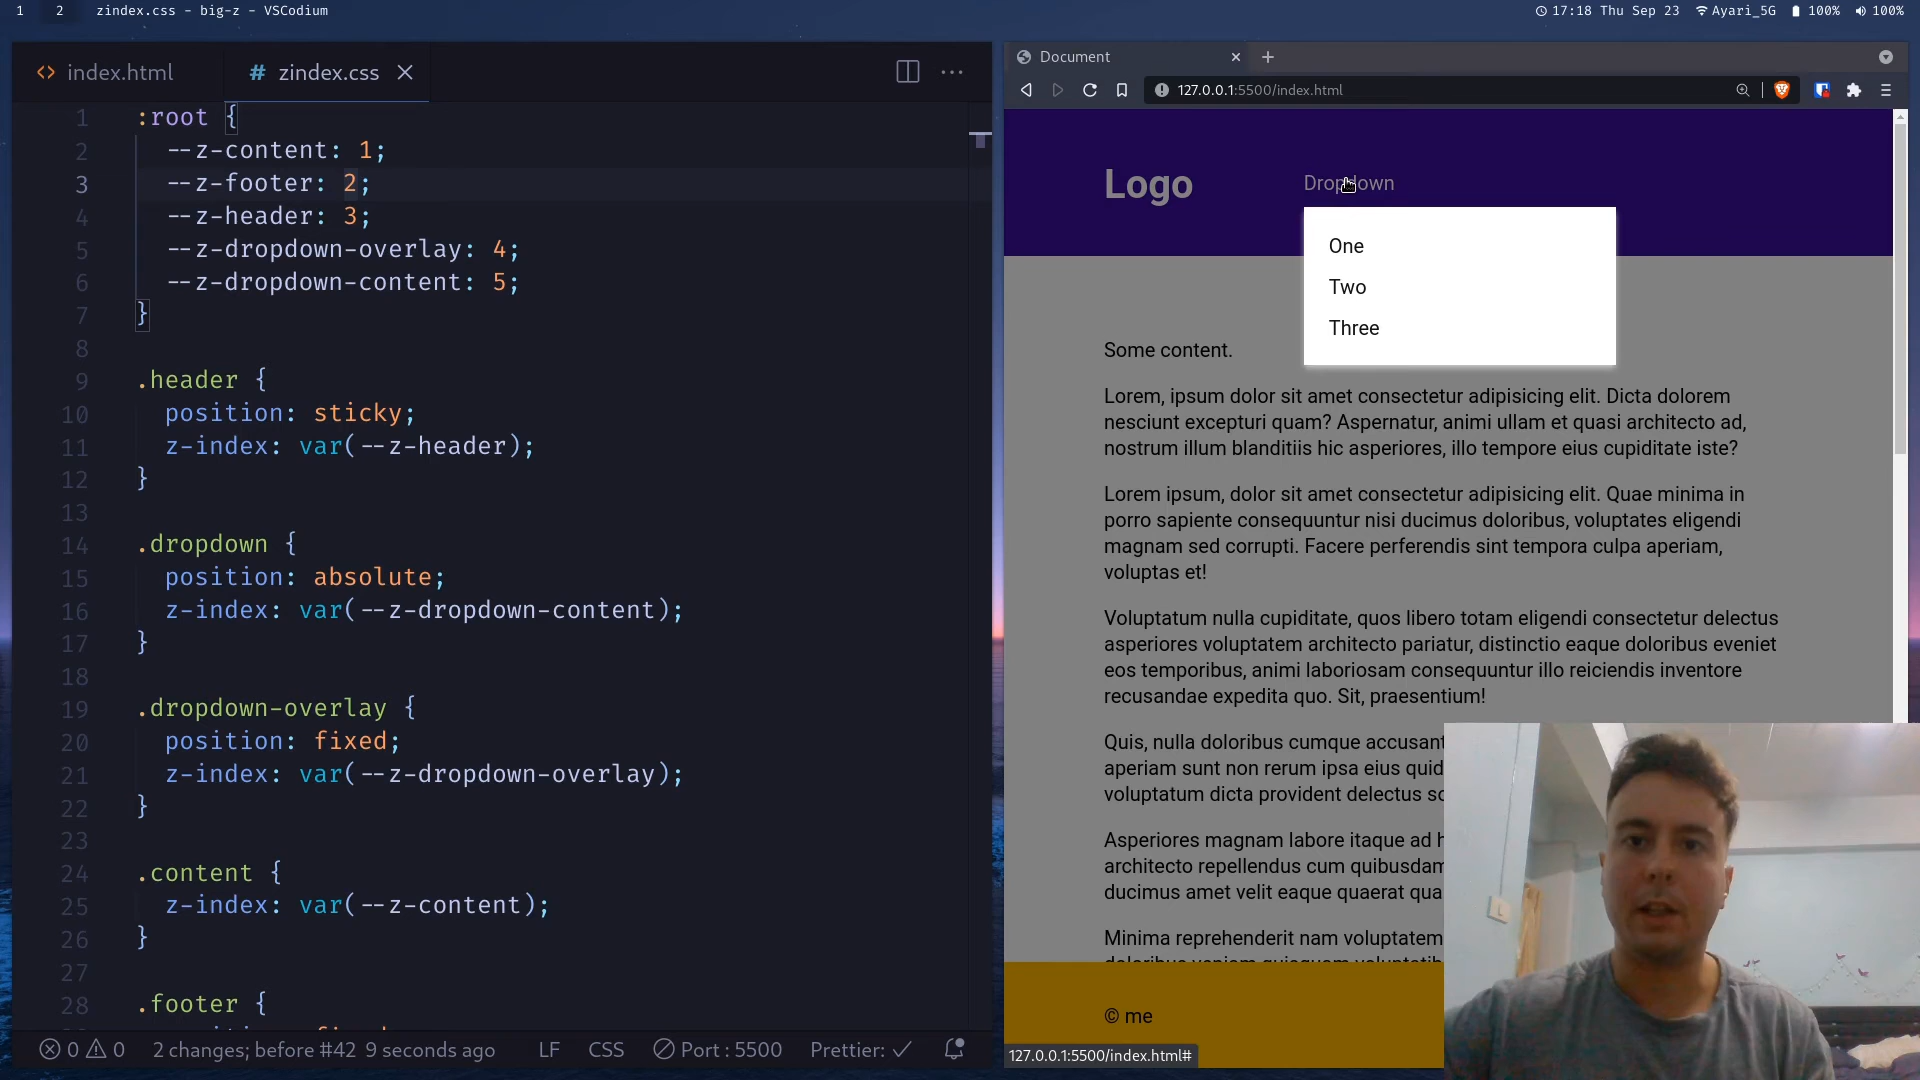 1 2 zindex.css - big-z - VSCodium
17:18 Thu Sep 23 Ayari_5G 100% 100%
index.html
# zindex.css
1 :root {
2 --z-content: 1;
3 --z-footer: 2;
4 --z-header: 3;
5 --z-dropdown-overlay: 4;
6 --z-dropdown-content: 5;
7 }
8
9 .header {
10 position: sticky;
11 z-index: var(--z-header);
12 }
13
14 .dropdown {
15 position: absolute;
16 z-index: var(--z-dropdown-content);
17 }
18
19 .dropdown-overlay {
20 position: fixed;
21 z-index: var(--z-dropdown-overlay);
22 }
23
24 .content {
25 z-index: var(--z-content);
26 }
27
28 .footer {
0 0 2 changes; before #42 9 seconds ago LF CSS Port : 5500 Prettier: ✓
Document
127.0.0.1:5500/index.html
Logo
Dropdown
One
Two
Three
Some content.
Lorem, ipsum dolor sit amet consectetur adipisicing elit. Dicta dolorem
nesciunt excepturi quam? Aspernatur, animi ullam et quasi architecto ad,
nostrum illum blanditiis hic asperiores, illo tempore eius cupiditate iste?
Lorem ipsum, dolor sit amet consectetur adipisicing elit. Quae minima in
porro sapiente consequuntur nisi ducimus doloribus, voluptates eligendi
magnam sed corrupti. Facere perferendis sint tempora culpa aperiam,
voluptas et!
Voluptatum nulla cupiditate, quos libero totam eligendi consectetur delectus
asperiores voluptatem architecto pariatur, distinctio eaque doloribus eveniet
eos temporibus, animi laboriosam consequuntur illo reiciendis inventore
recusandae expedita quo. Sit, praesentium!
Quis, nulla doloribus cumque accusant
aperiam sunt non rerum ipsa eius quid
voluptatum dicta provident delectus
Asperiores magnam labore itaque ad
architecto repellendus cum quibusdam
ducimus amet velit eaque quaerat qua
Minima reprehenderit nam voluptatem
© me
127.0.0.1:5500/index.html#